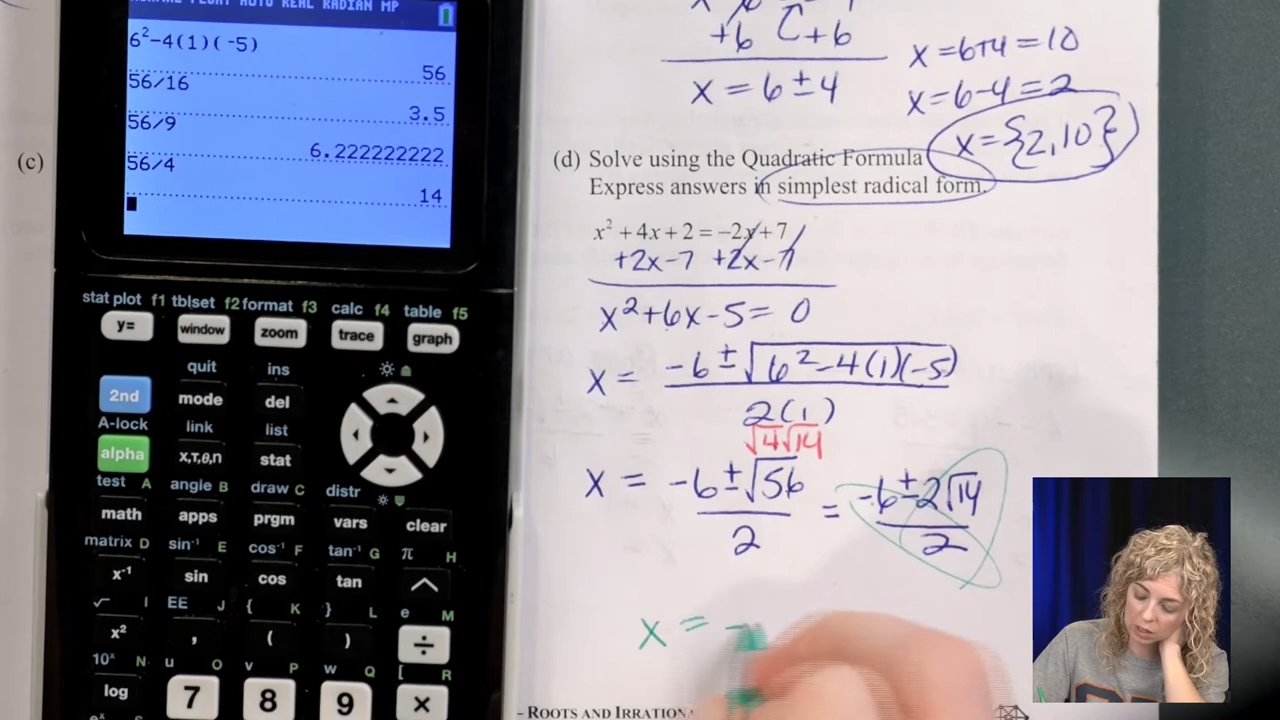 FLOAT AUTO REAL RADIAN MP
6²-4(1)(-5)
56
56/16
3.5
56/9
6.222222222
56/4
14
+6 +6
x = 6 ± 4
x = 6+4 = 10
x = 6-4 = 2
x = {2,10}
(c)
(d) Solve using the Quadratic Formula
Express answers in simplest radical form.
x² + 4x + 2 = −2x + 7
+2x-7 +2x-7
x²+6x-5 = 0
x = -6 ± √6²-4(1)(-5)
2(1)
√4√14
x = -6 ± √56 = -6 ± 2√14
2 2
x = -
- ROOTS AND IRRATIONA
stat plot f1 tblset f2 format f3 calc f4 table f5
y= window zoom trace graph
quit ins
2nd mode del
A-lock link list
alpha x,τ,θ,n stat
test A angle B draw C distr
math apps prgm vars clear
matrix D sin⁻¹ E cos⁻¹ F tan⁻¹ G π H
x⁻¹ sin cos tan ^
√ I EE J { K } L e M
x² , ( ) ÷
10ˣ N u O v P w Q [ R
log 7 8 9 ×